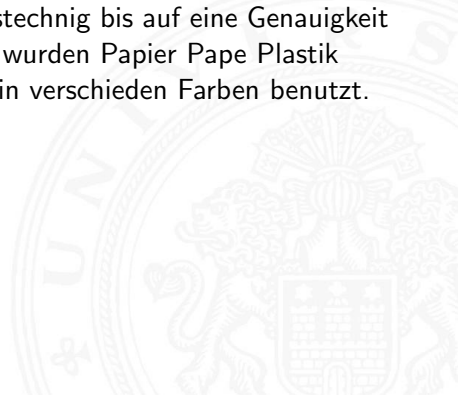 stechnig bis auf eine Genauigkeit
wurden Papier Pape Plastik
in verschieden Farben benutzt.
U N I V E R S